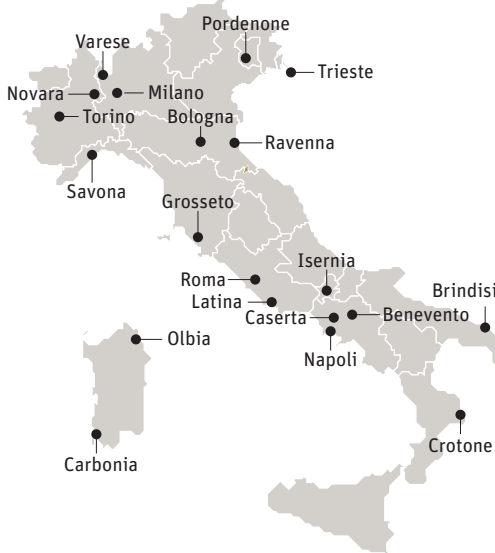 Pordenone
Varese
Trieste
Novara
Milano
Torino
Bologna
Ravenna
Savona
Grosseto
Isernia
Roma
Latina
Brindisi
Caserta
Benevento
Olbia
Napoli
Crotone
Carbonia